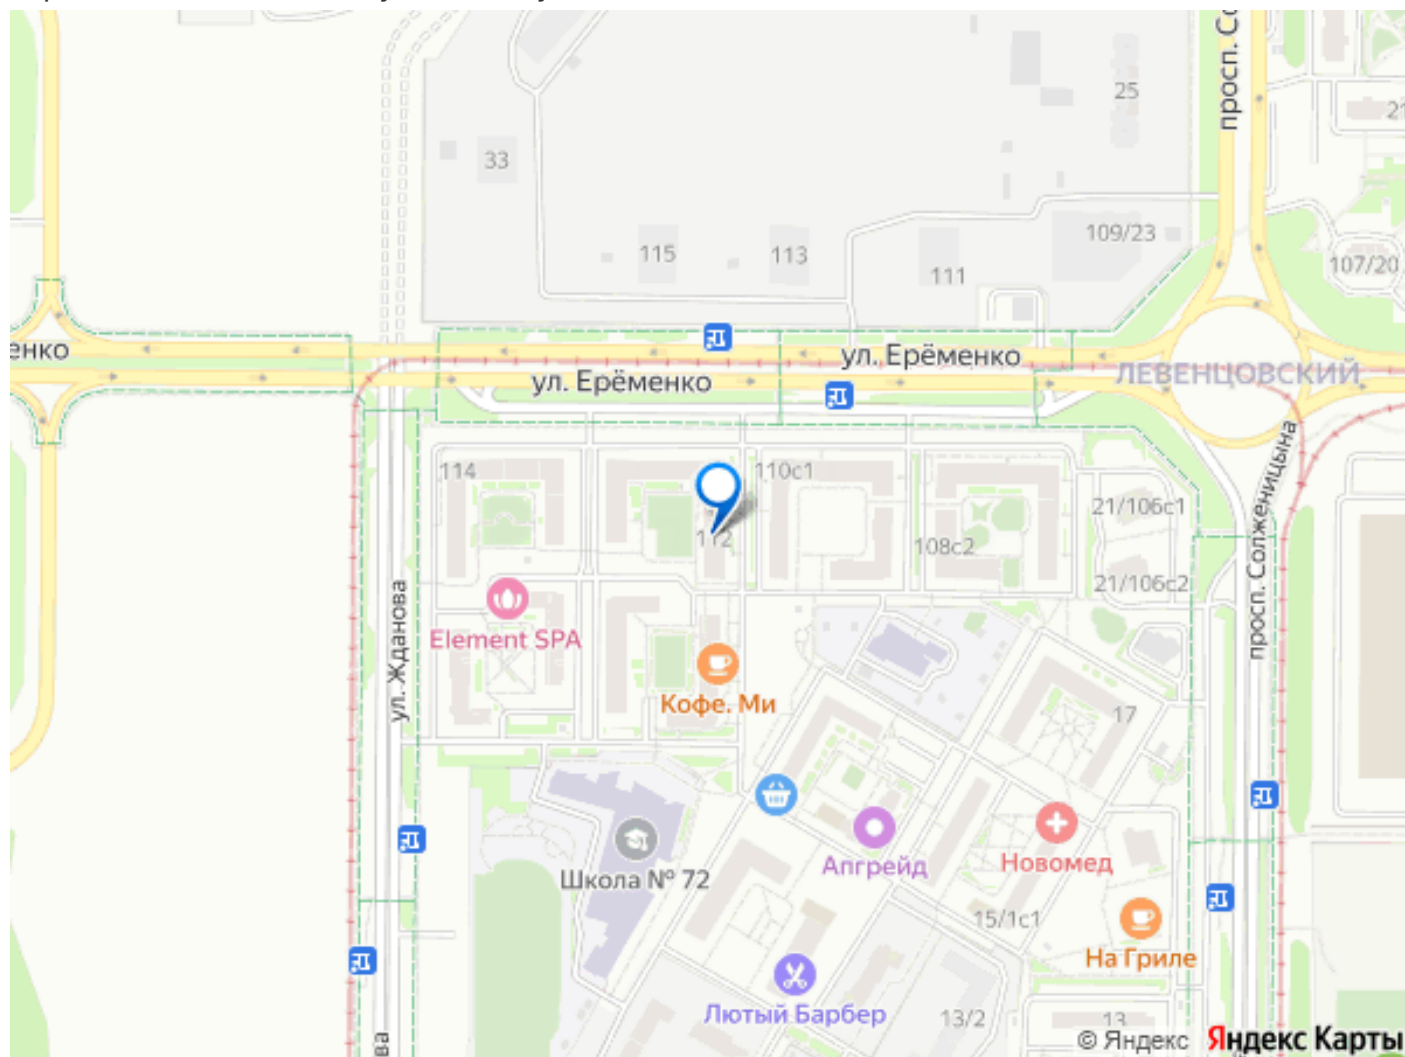 просп. Со
25
21
33
109/23
115
113
111
107/20
енко
ул. Ерёменко
ул. Ерёменко
ЛЕВЕНЦОВСКИЙ
114
110с1
112
108с2
21/106с1
21/106с2
просп. Солженицына
ул. Жданова
Element SPA
Кофе. Ми
17
Школа № 72
Апгрейд
Новомед
15/1с1
На Гриле
Лютый Барбер
13/2
13
ва
© Яндекс Яндекс Карты